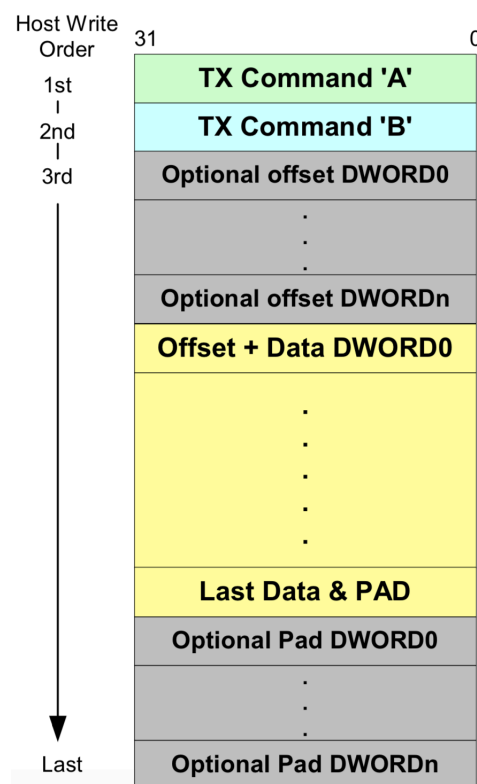 Host Write
Order
31
0
1st
TX Command 'A'
2nd
TX Command 'B'
3rd
Optional offset DWORD0
.
.
.
Optional offset DWORDn
Offset + Data DWORD0
.
.
.
.
.
Last Data & PAD
Optional Pad DWORD0
.
.
.
Last
Optional Pad DWORDn